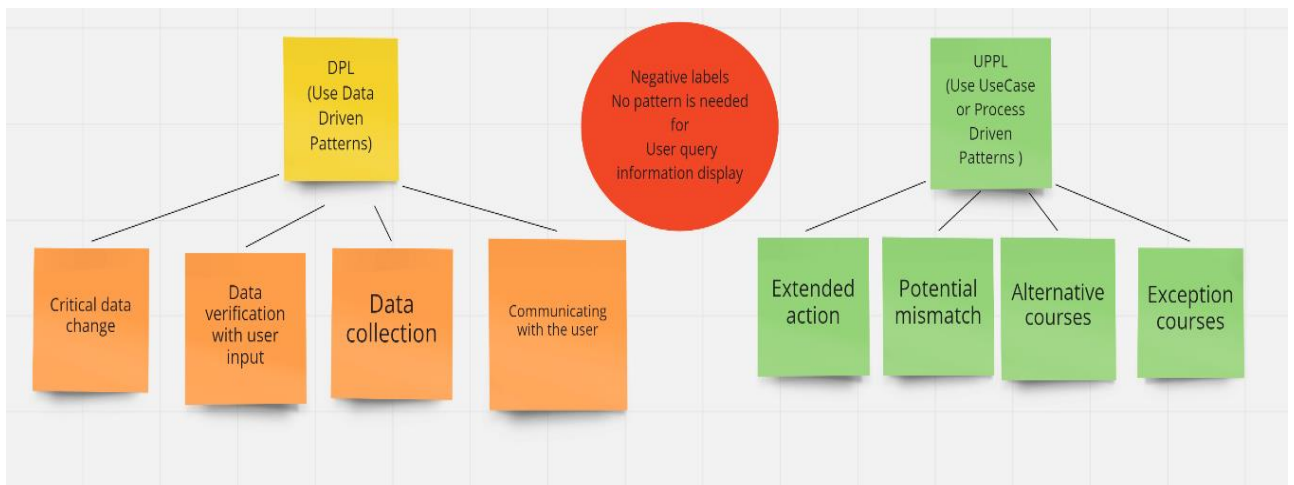 DPL
(Use Data
Driven
Patterns)
Negative labels
No pattern is needed
for
User query
information display
UPPL
(Use UseCase
or Process
Driven
Patterns )
Critical data
change
Data
verification
with user
input
Data
collection
Communicating
with the user
Extended
action
Potential
mismatch
Alternative
courses
Exception
courses